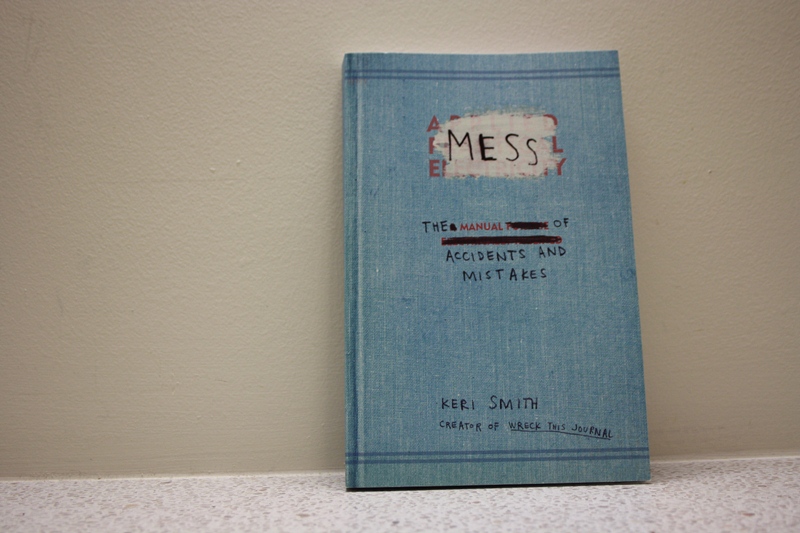 MESS
THE MANUAL OF
ACCIDENTS AND
MISTAKES
KERI SMITH
CREATOR OF WRECK THIS JOURNAL